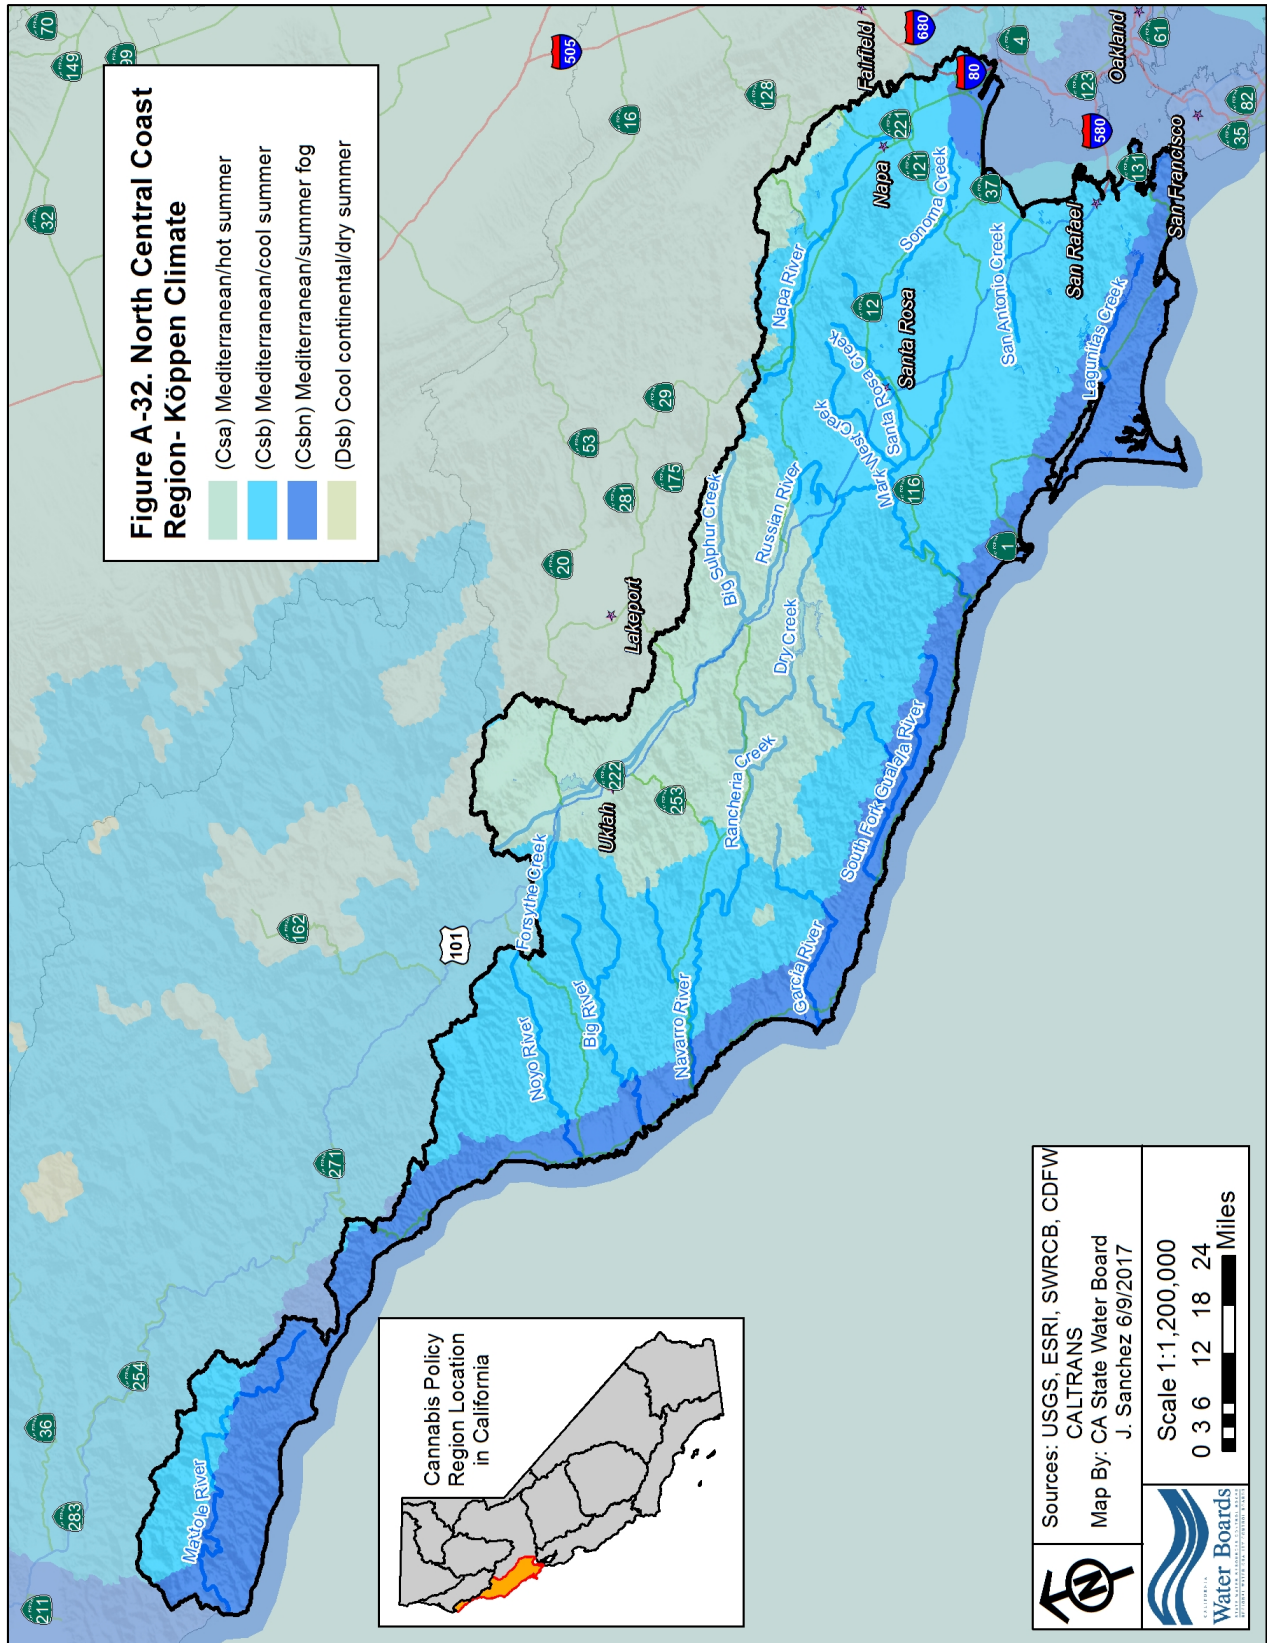 Figure A-32. North Central Coast
Region- Köppen Climate
(Csa) Mediterranean/hot summer
(Csb) Mediterranean/cool summer
(Csbn) Mediterranean/summer fog
(Dsb) Cool continental/dry summer
70
149
99
32
505
16
128
680
4
61
80
123
580
82
35
131
221
121
37
12
116
1
29
53
175
281
20
222
253
162
101
271
254
36
283
211
Fairfield
Oakland
Napa
San Rafael
San Francisco
Santa Rosa
Lakeport
Ukiah
Napa River
Sonoma Creek
San Antonio Creek
Lagunitas Creek
Santa Rosa Creek
Mark West Creek
Russian River
Big Sulphur Creek
Dry Creek
Rancheria Creek
South Fork Gualala River
Garcia River
Navarro River
Big River
Noyo River
Forsythe Creek
Mattole River
Cannabis Policy
Region Location
in California
N
Sources: USGS, ESRI, SWRCB, CDFW
CALTRANS
Map By: CA State Water Board
J. Sanchez 6/9/2017
Scale 1:1,200,000
0 3 6 12 18 24
Miles
CALIFORNIA
Water Boards